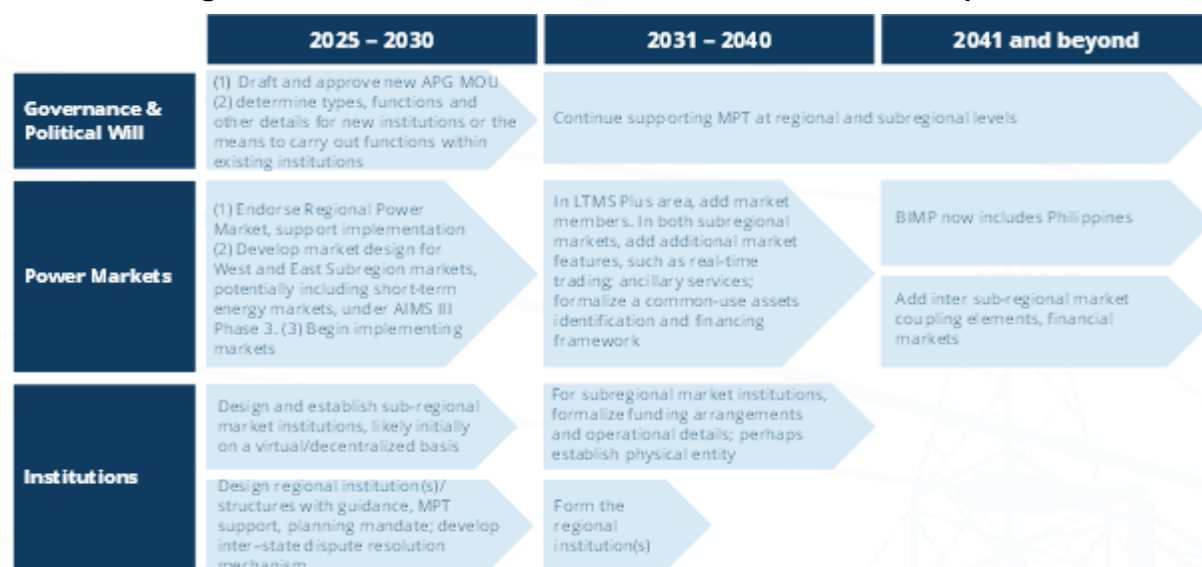 2025 – 2030
2031 – 2040
2041 and beyond
Governance &
Political Will
(1) Draft and approve new APG MOU
(2) determine types, functions and
other details for new institutions or the
means to carry out functions within
existing institutions
Continue supporting MPT at regional and subregional levels
Power Markets
(1) Endorse Regional Power
Market, support implementation
(2) Develop market design for
West and East Subregion markets,
potentially including short-term
energy markets, under AIMS III
Phase 3. (3) Begin implementing
markets
In LTMS Plus area, add market
members. In both subregional
markets, add additional market
features, such as real-time
trading; ancillary services;
formalize a common-use assets
identification and financing
framework
BIMP now includes Philippines
Add inter sub-regional market
coupling elements, financial
markets
Institutions
Design and establish sub-regional
market institutions, likely initially
on a virtual/decentralized basis
For subregional market institutions,
formalize funding arrangements
and operational details; perhaps
establish physical entity
Design regional institution(s)/
structures with guidance, MPT
support, planning mandate; develop
inter–state dispute resolution
mechanism
Form the
regional
institution(s)